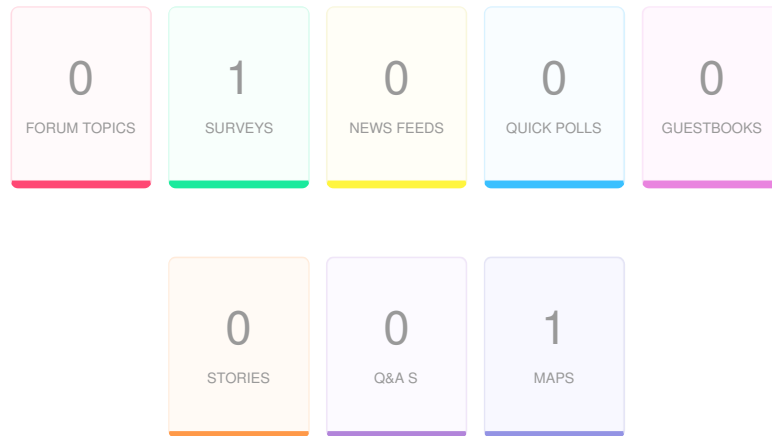 0
1
0
0
0
FORUM TOPICS
SURVEYS
NEWS FEEDS
QUICK POLLS
GUESTBOOKS
0
0
1
STORIES
Q&A S
MAPS